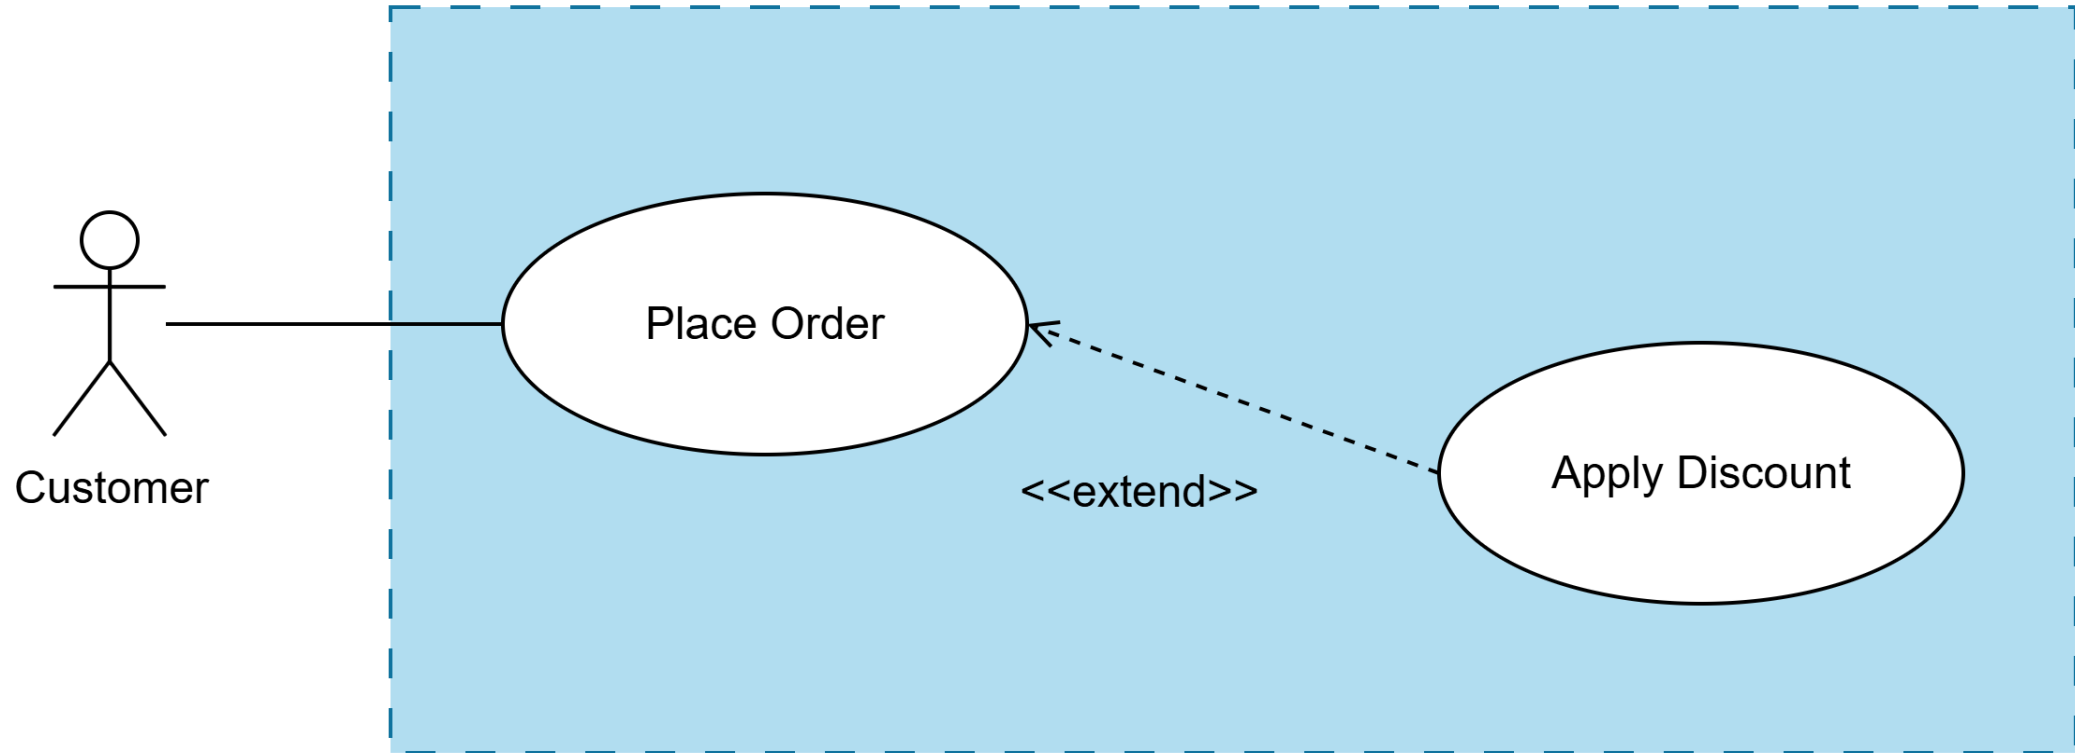 Place Order
Apply Discount
Customer
<<extend>>